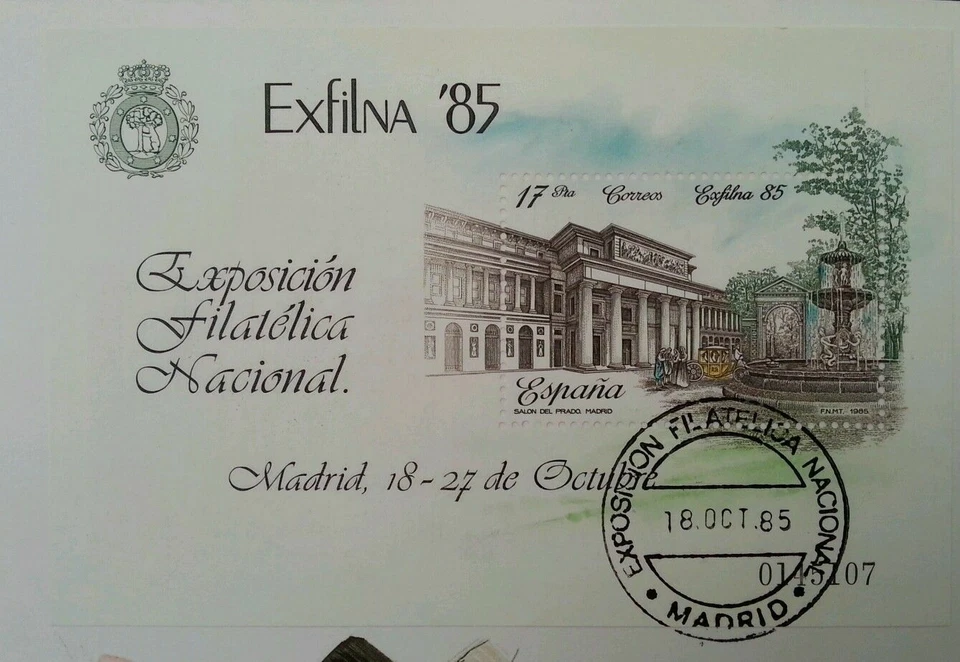 Exfilna '85
17 Pta Correos Exfilna 85
Exposición
Filatélica
Nacional.
España
SALON DEL PRADO. MADRID
F.N.M.T. 1985
Madrid, 18-27 de Octubre
EXPOSICION FILATELICA NACIONAL
18.OCT.85
0145107
• MADRID •